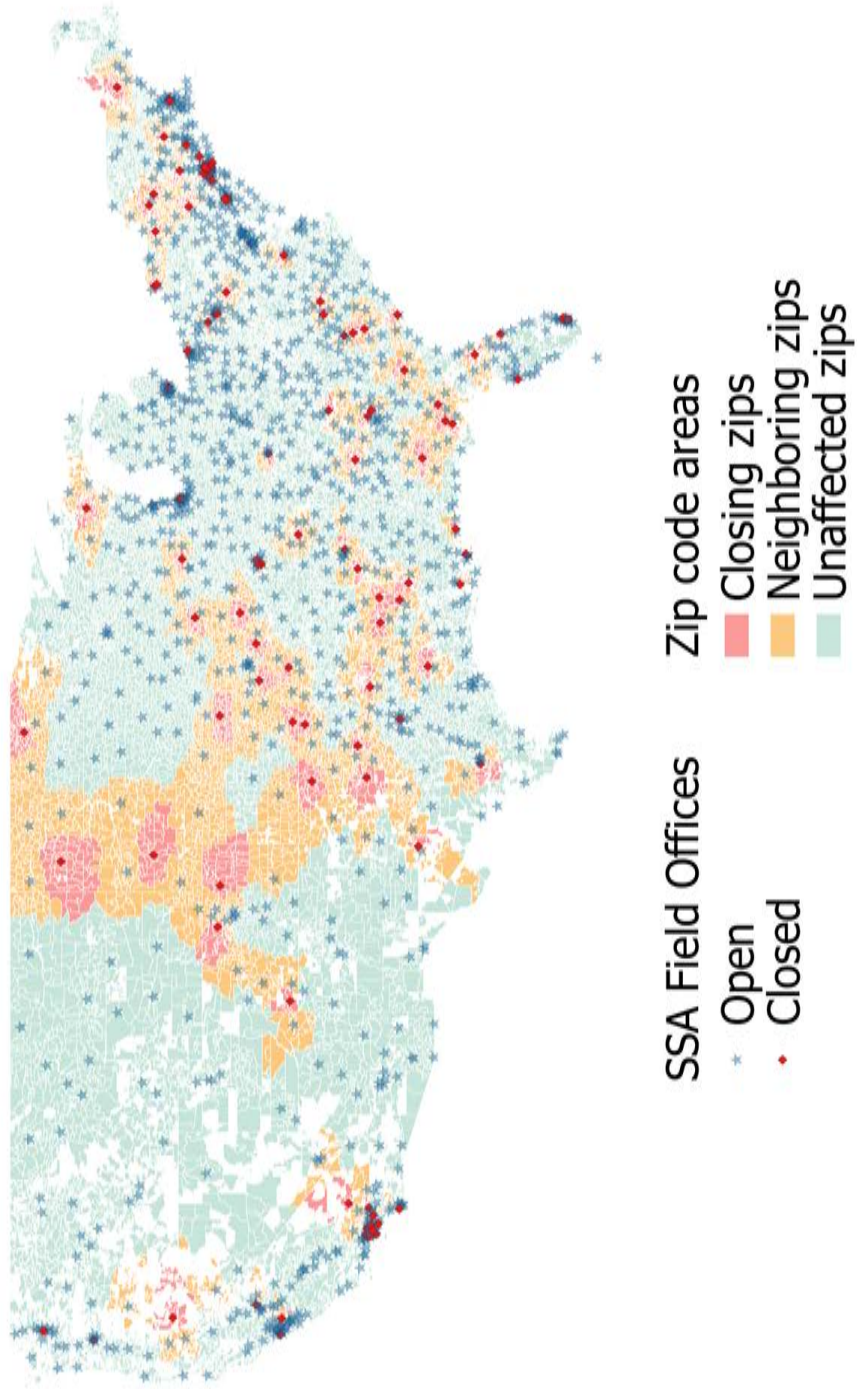 SSA Field Offices
Open
Closed
Zip code areas
Closing zips
Neighboring zips
Unaffected zips